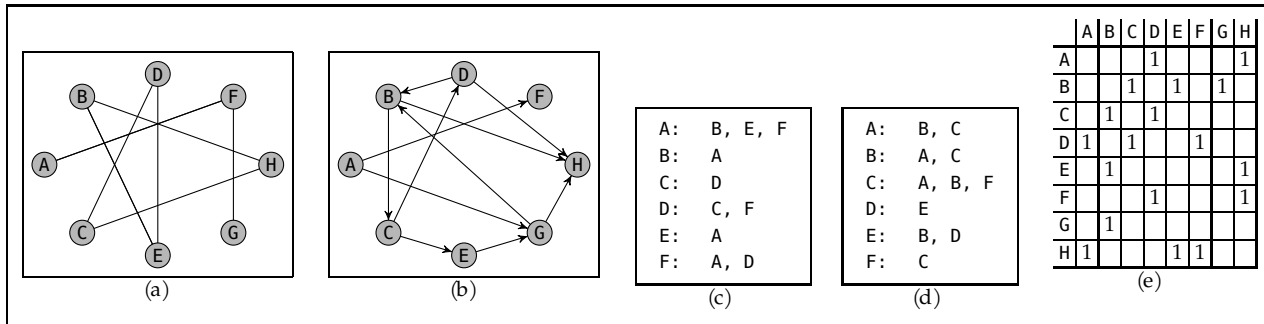 D
B
F
A
H
C
G
E
(a)
D
B
F
A
H
C
G
E
(b)
A: B, E, F
B: A
C: D
D: C, F
E: A
F: A, D
(c)
A: B, C
B: A, C
C: A, B, F
D: E
E: B, D
F: C
(d)
A B C D E F G H
A 1 1
B 1 1 1
C 1 1
D 1 1 1
E 1 1
F 1 1
G 1
H 1 1 1
(e)